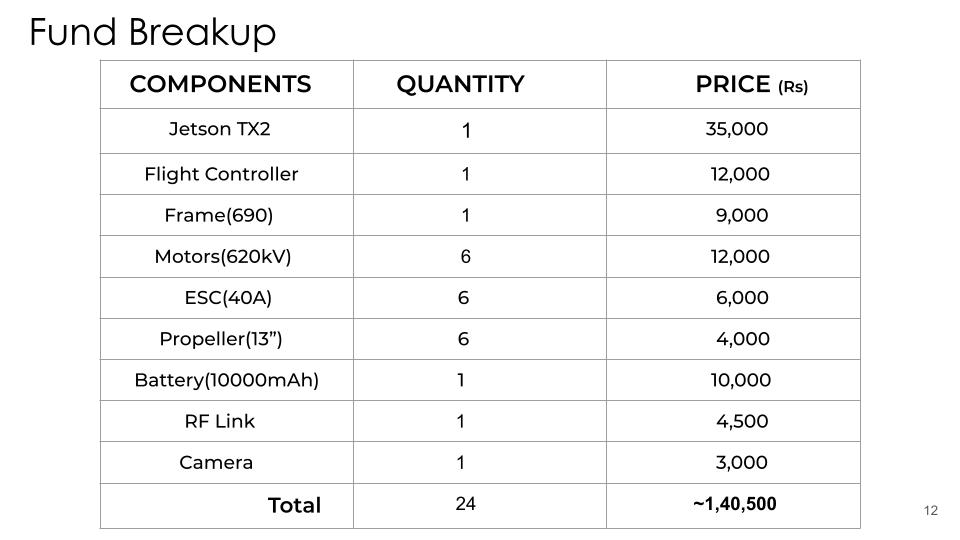 Fund Breakup
COMPONENTS QUANTITY PRICE (Rs)
Jetson TX2 1 35,000
Flight Controller 1 12,000
Frame(690) 1 9,000
Motors(620kV) 6 12,000
ESC(40A) 6 6,000
Propeller(13”) 6 4,000
Battery(10000mAh) 1 10,000
RF Link 1 4,500
Camera 1 3,000
Total 24 ~1,40,500
12